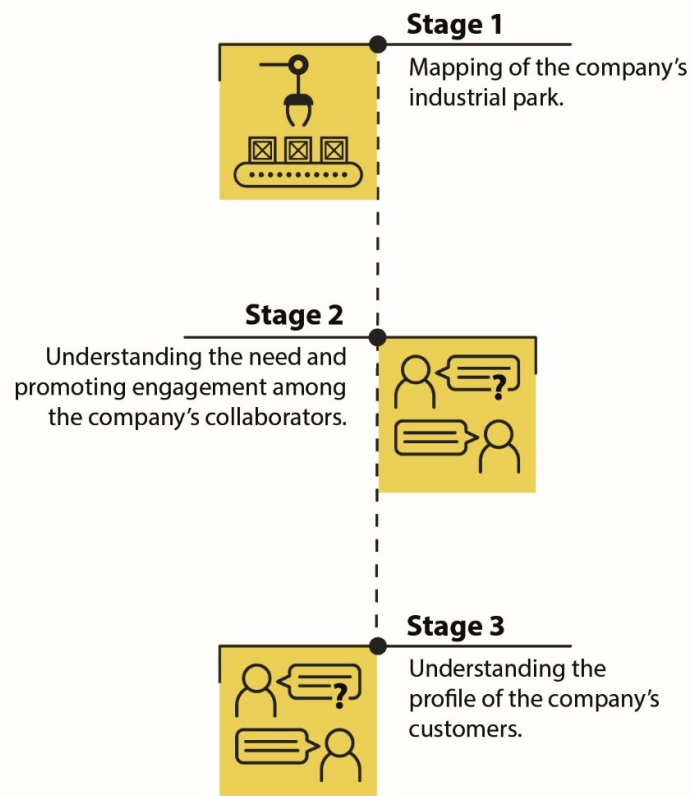 Stage 1
Mapping of the company's
industrial park.
Stage 2
Understanding the need and
promoting engagement among
the company's collaborators.
?
Stage 3
Understanding the
profile of the company's
customers.
?